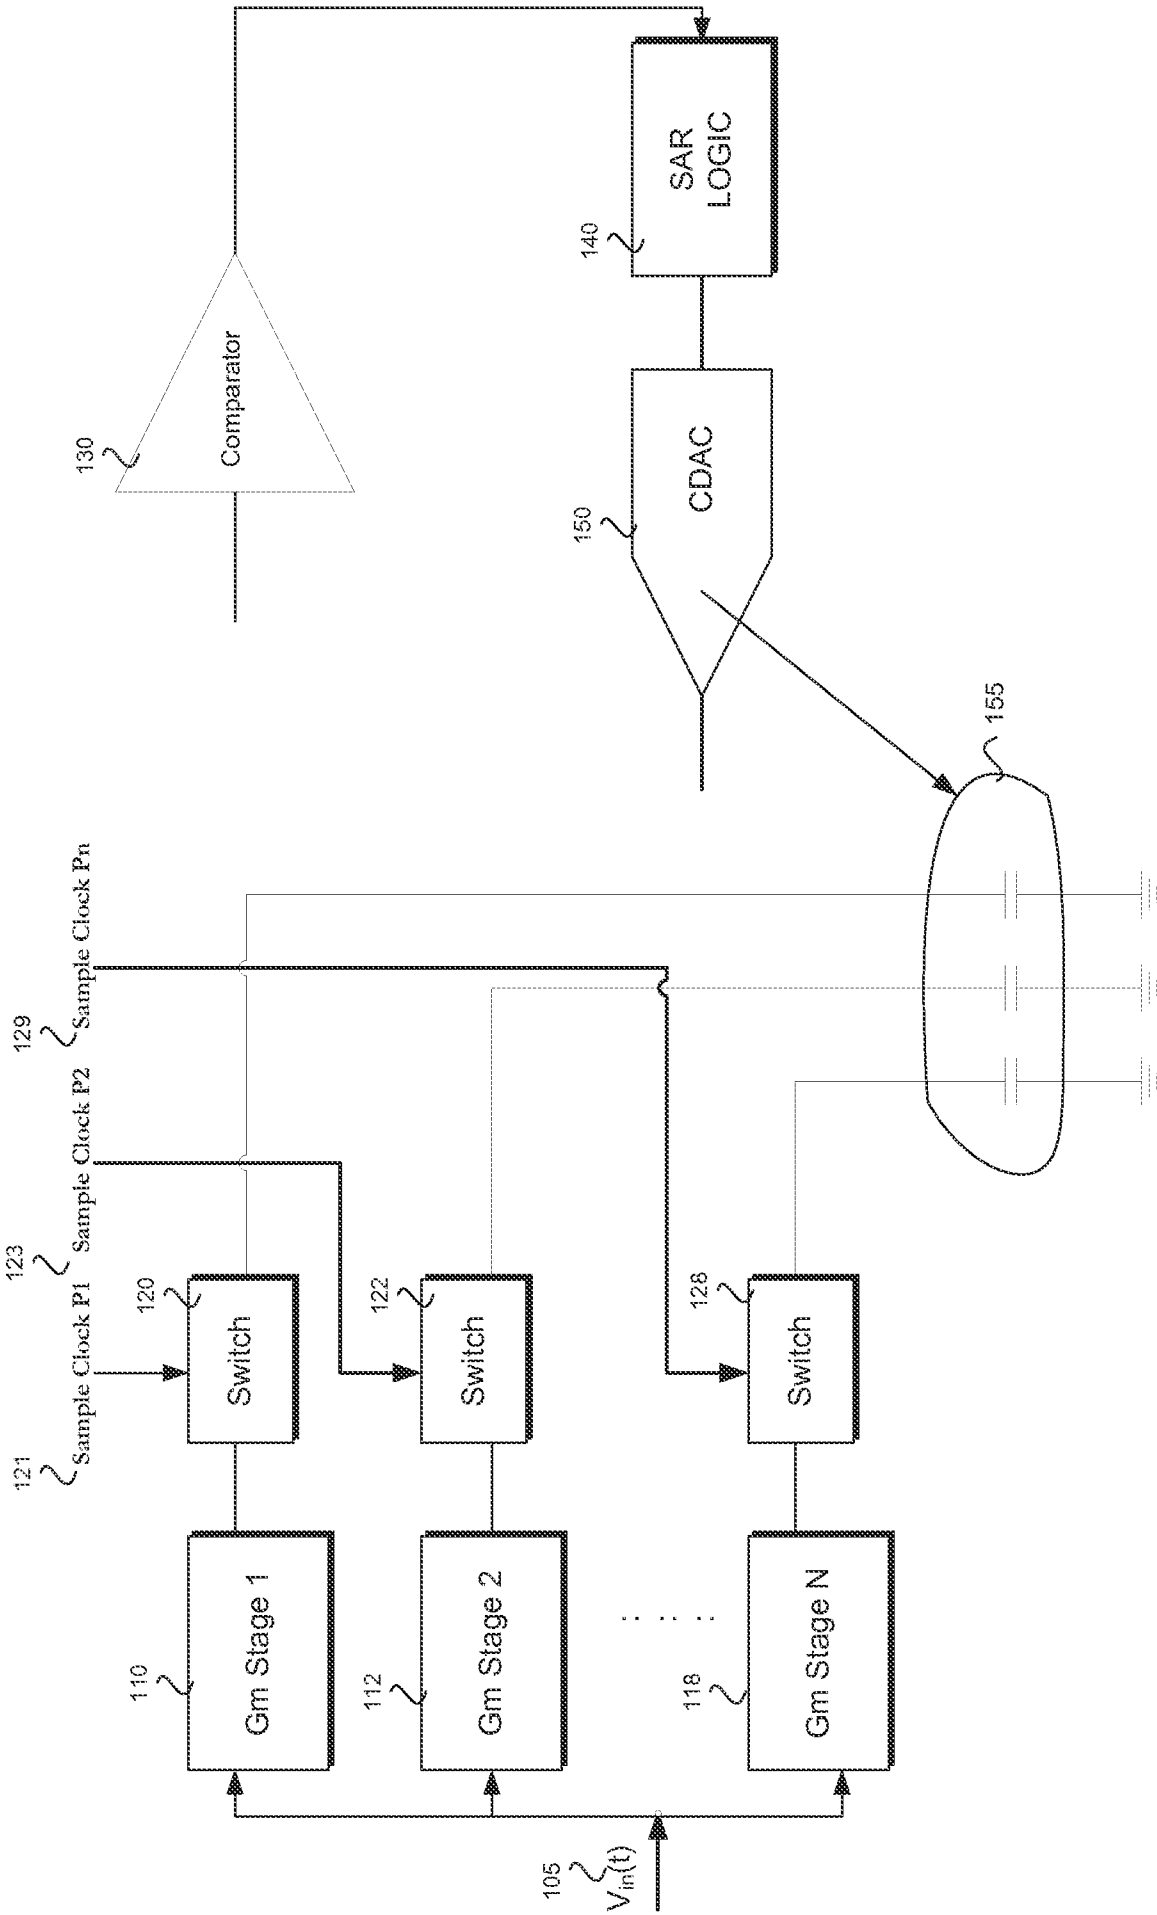 105
V_in(t)
110
Gm Stage 1
112
Gm Stage 2
. . . . . .
118
Gm Stage N
121
Sample Clock P1
123
Sample Clock P2
129
Sample Clock Pn
120
Switch
122
Switch
128
Switch
130
Comparator
140
SAR
LOGIC
150
CDAC
155